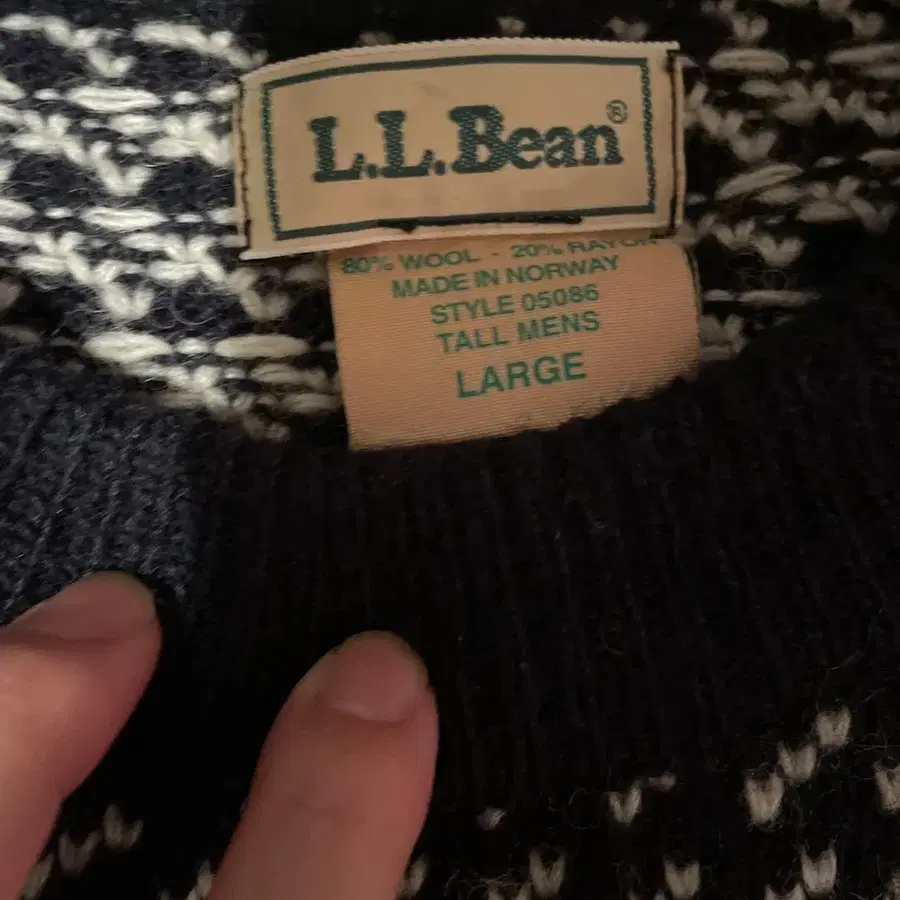 L.L.Bean®
80% WOOL - 20% RAYON
MADE IN NORWAY
STYLE 05086
TALL MENS
LARGE